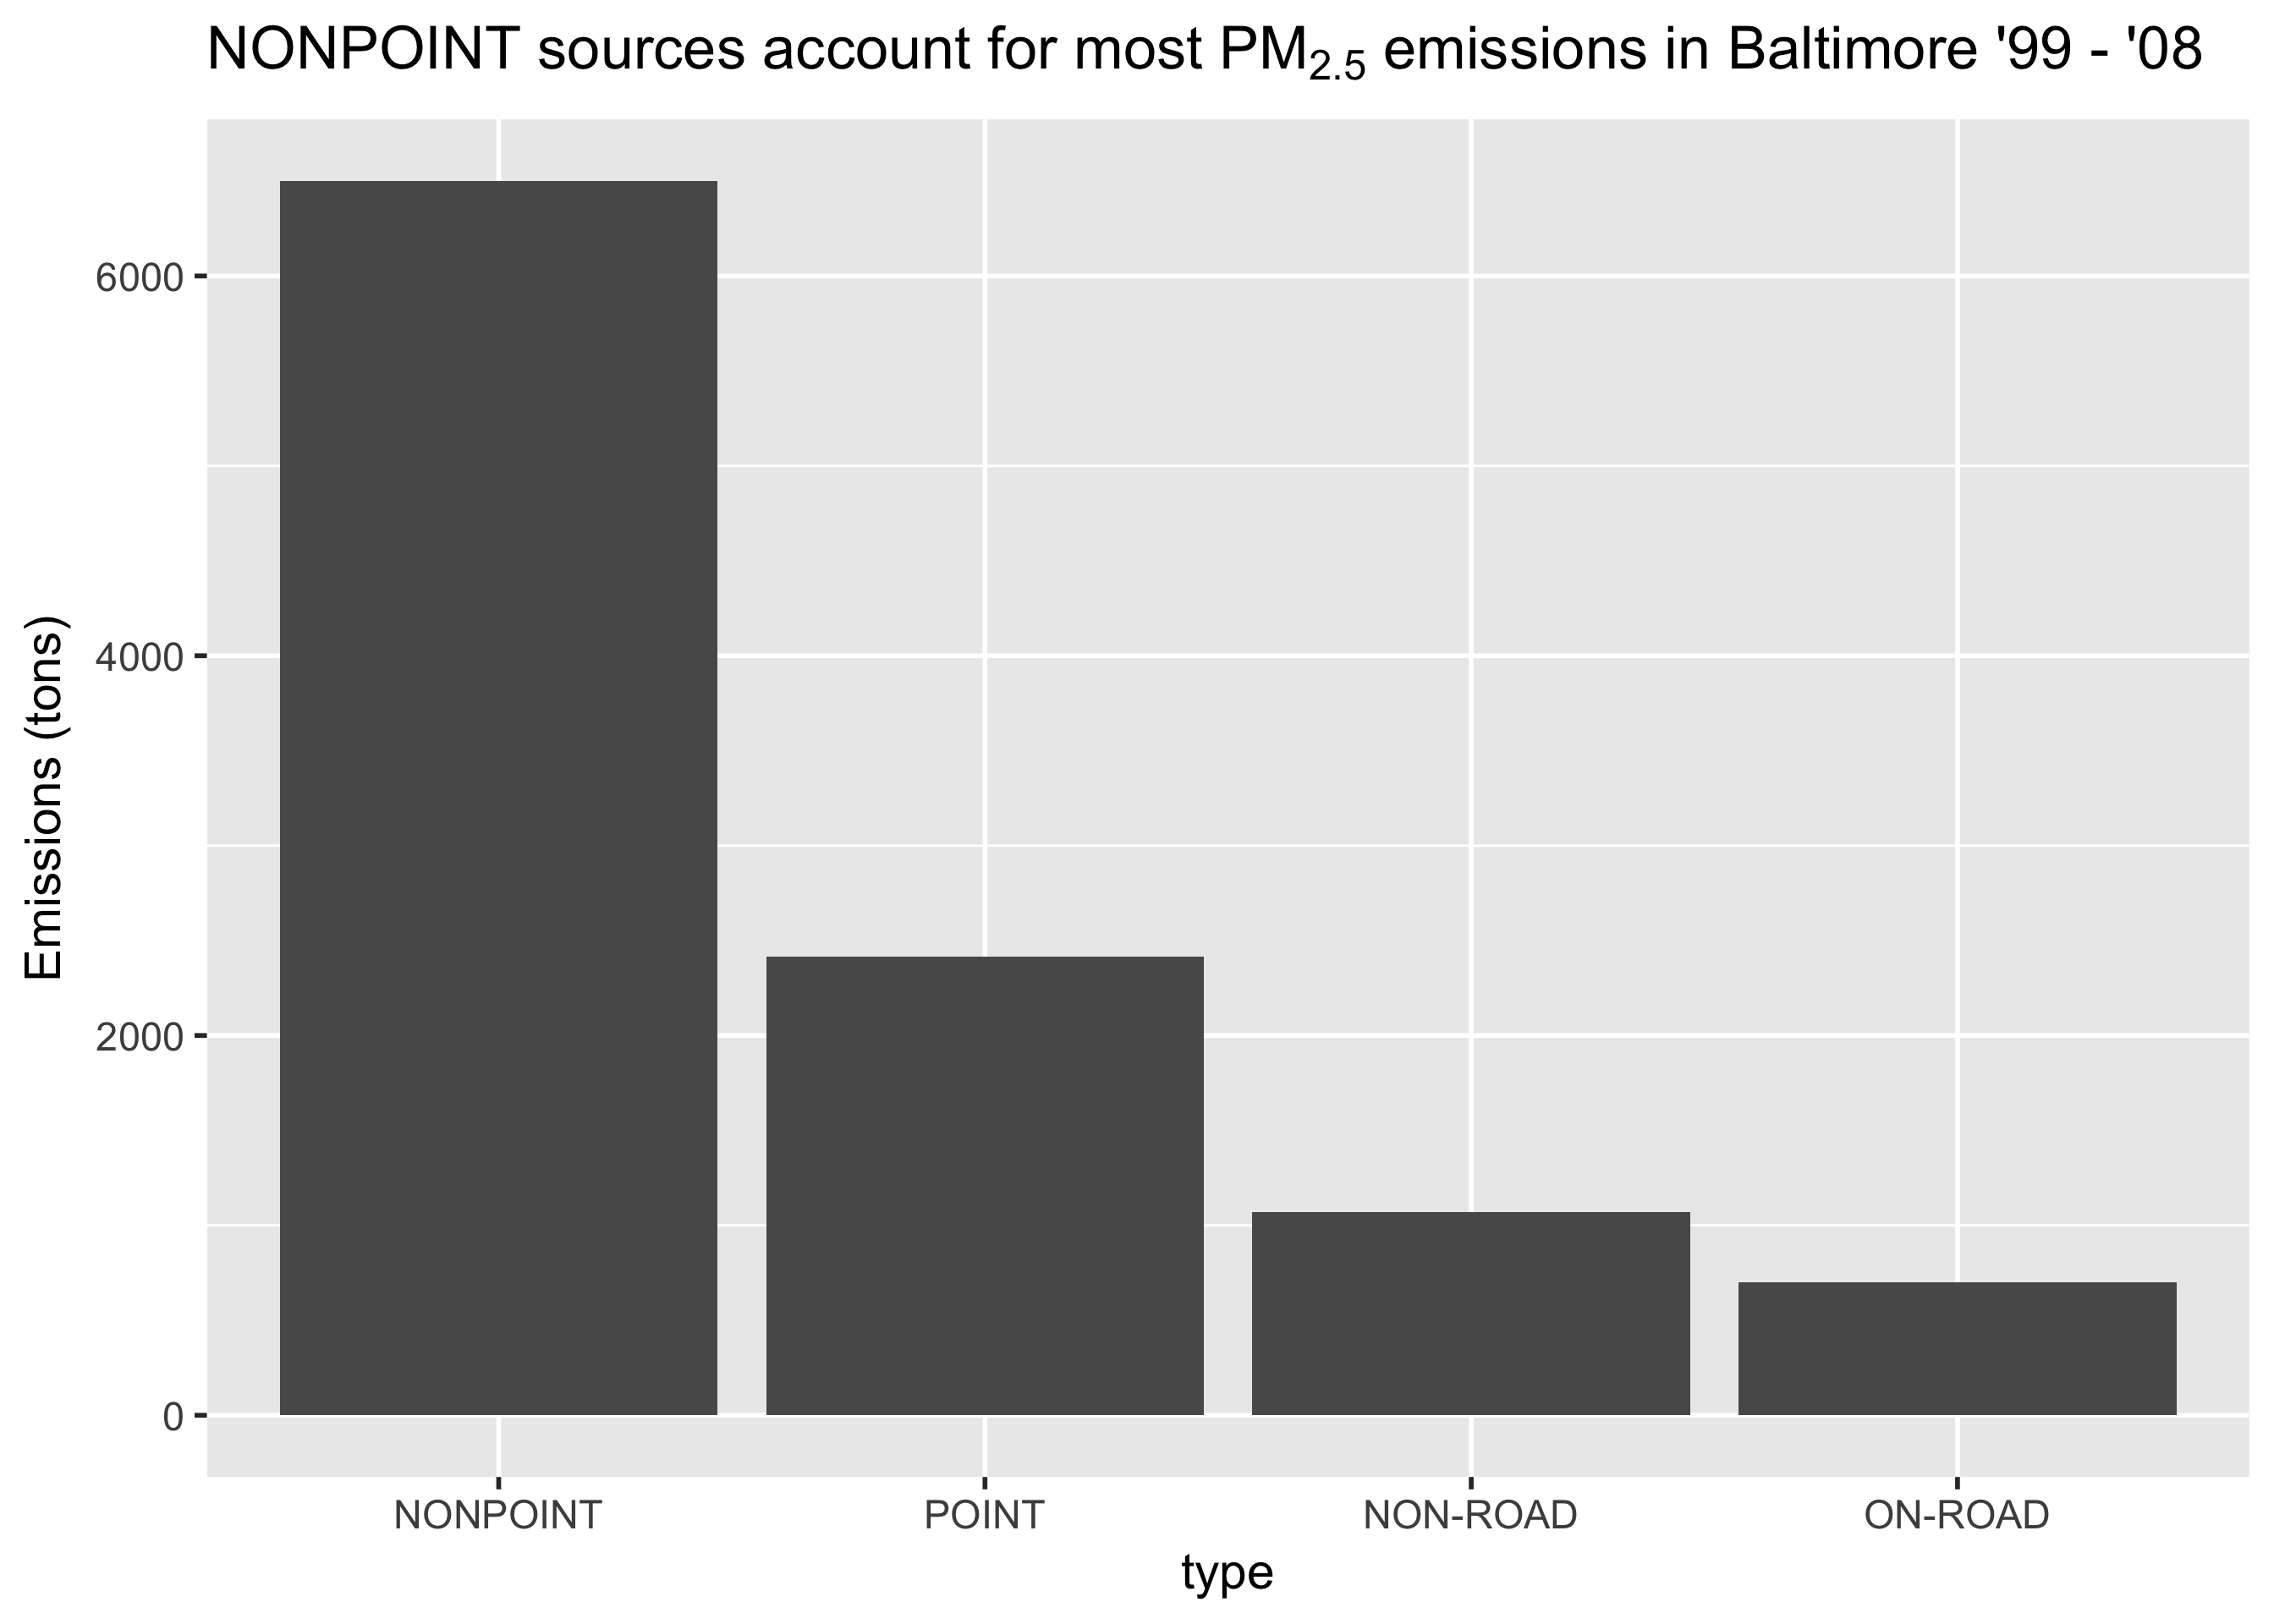 NONPOINT sources account for most PM2.5 emissions in Baltimore '99 - '08
Emissions (tons)
6000
4000
2000
0
NONPOINT POINT NON-ROAD ON-ROAD
type